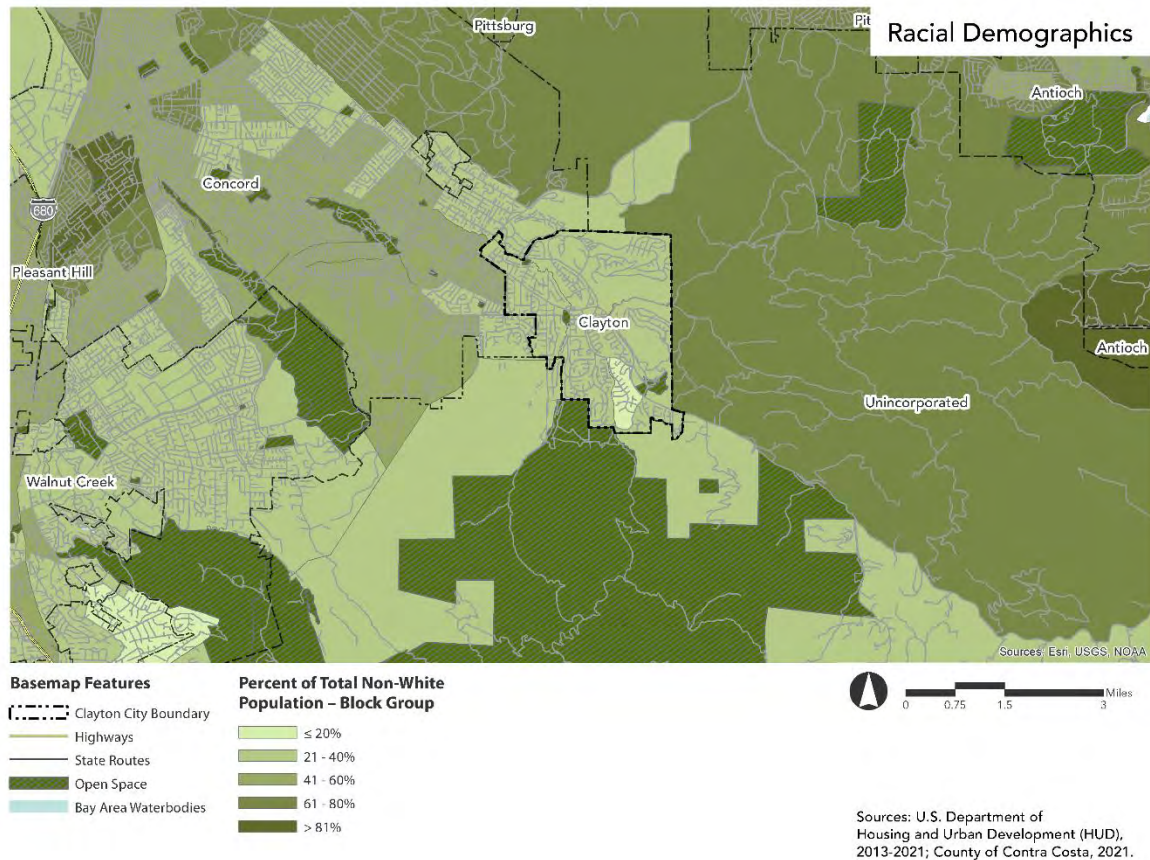 Racial Demographics
Pittsburg
Pit
Antioch
Concord
680
Pleasant Hill
Clayton
Antioch
Unincorporated
Walnut Creek
Sources: Esri, USGS, NOAA
Basemap Features
Clayton City Boundary
Highways
State Routes
Open Space
Bay Area Waterbodies
Percent of Total Non-White
Population – Block Group
≤ 20%
21 - 40%
41 - 60%
61 - 80%
> 81%
Miles
0 0.75 1.5 3
Sources: U.S. Department of
Housing and Urban Development (HUD),
2013-2021; County of Contra Costa, 2021.